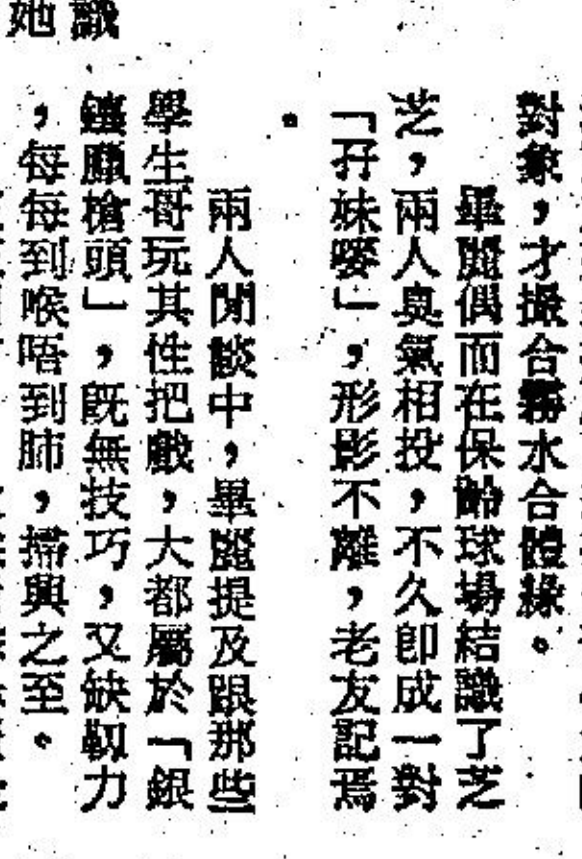 對象，才撮合霧水合體緣。
畢麗偶而在保齡球場結識了芝
芝，兩人臭氣相投，不久即成一對
「孖妹嘜」，形影不離，老友記焉
。
兩人閒談中，畢麗提及跟那些
學生哥玩其性把戲，大都屬於「銀
鑞槍頭」，既無技巧，又缺韌力
，每每到喉唔到肺，掃興之至。
識
她